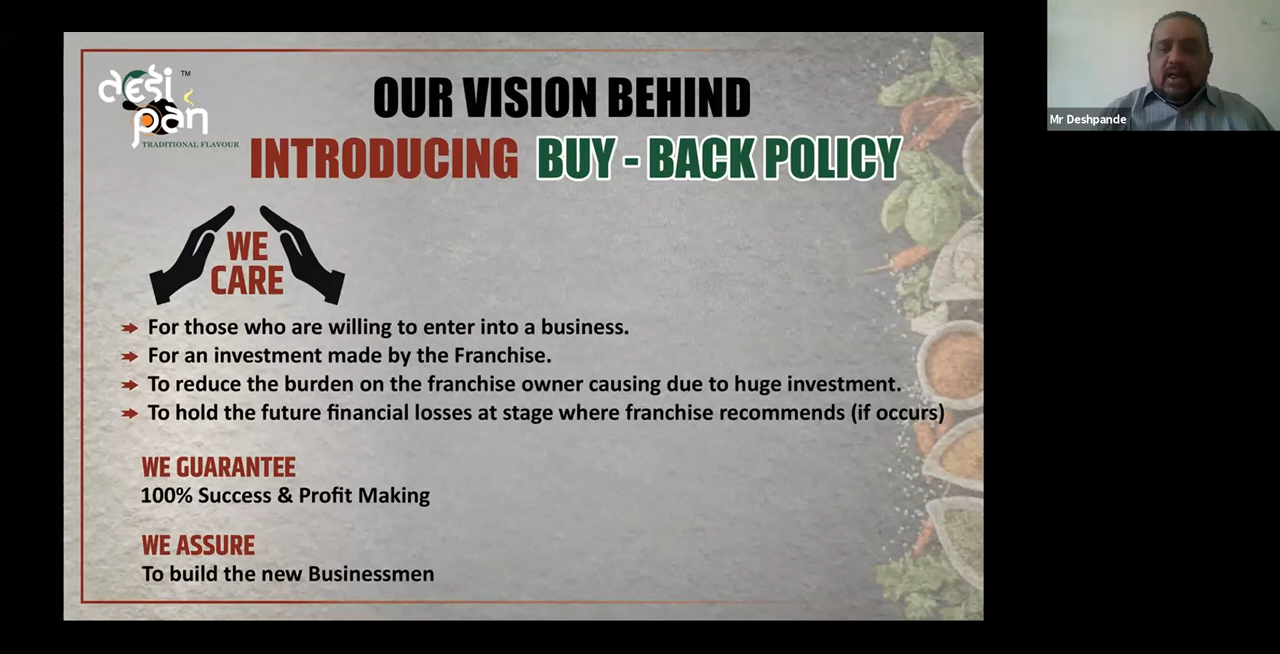 desi
TM
pan
TRADITIONAL FLAVOUR
OUR VISION BEHIND
INTRODUCING BUY - BACK POLICY
WE
CARE
For those who are willing to enter into a business.
For an investment made by the Franchise.
To reduce the burden on the franchise owner causing due to huge investment.
To hold the future financial losses at stage where franchise recommends (if occurs)
WE GUARANTEE
100% Success & Profit Making
WE ASSURE
To build the new Businessmen
Mr Deshpande